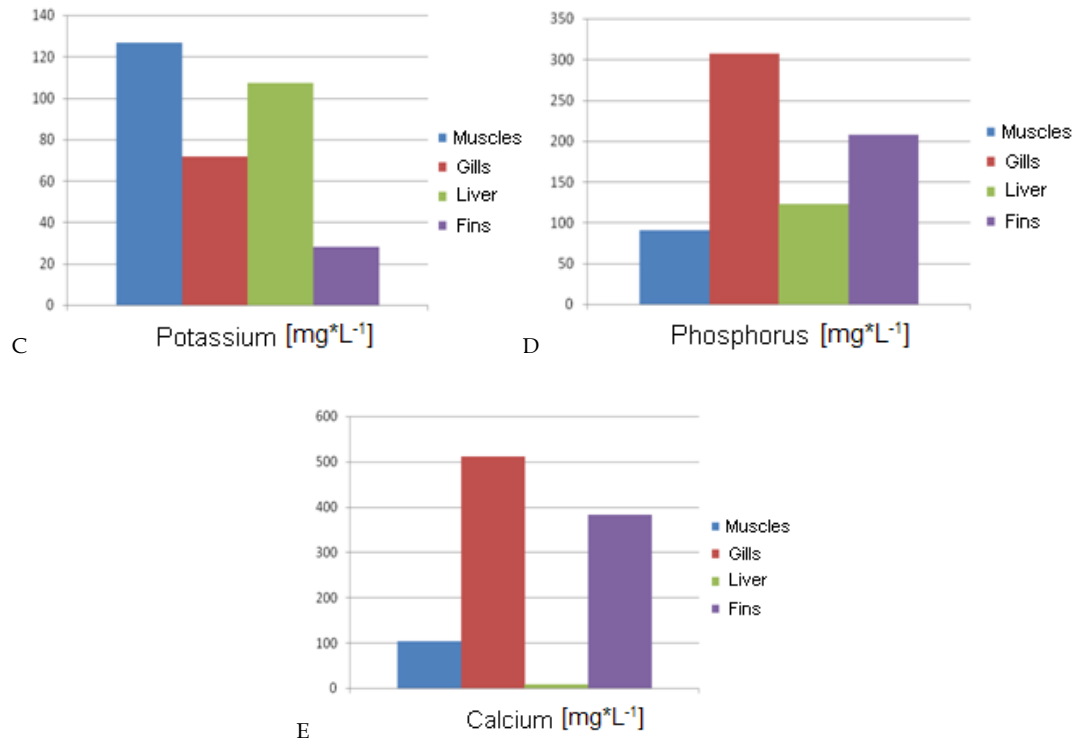 140
120
100
80
60
40
20
0
Muscles
Gills
Liver
Fins
Potassium [mg*L-1]
C
350
300
250
200
150
100
50
0
Muscles
Gills
Liver
Fins
Phosphorus [mg*L-1]
D
600
500
400
300
200
100
0
Muscles
Gills
Liver
Fins
Calcium [mg*L-1]
E